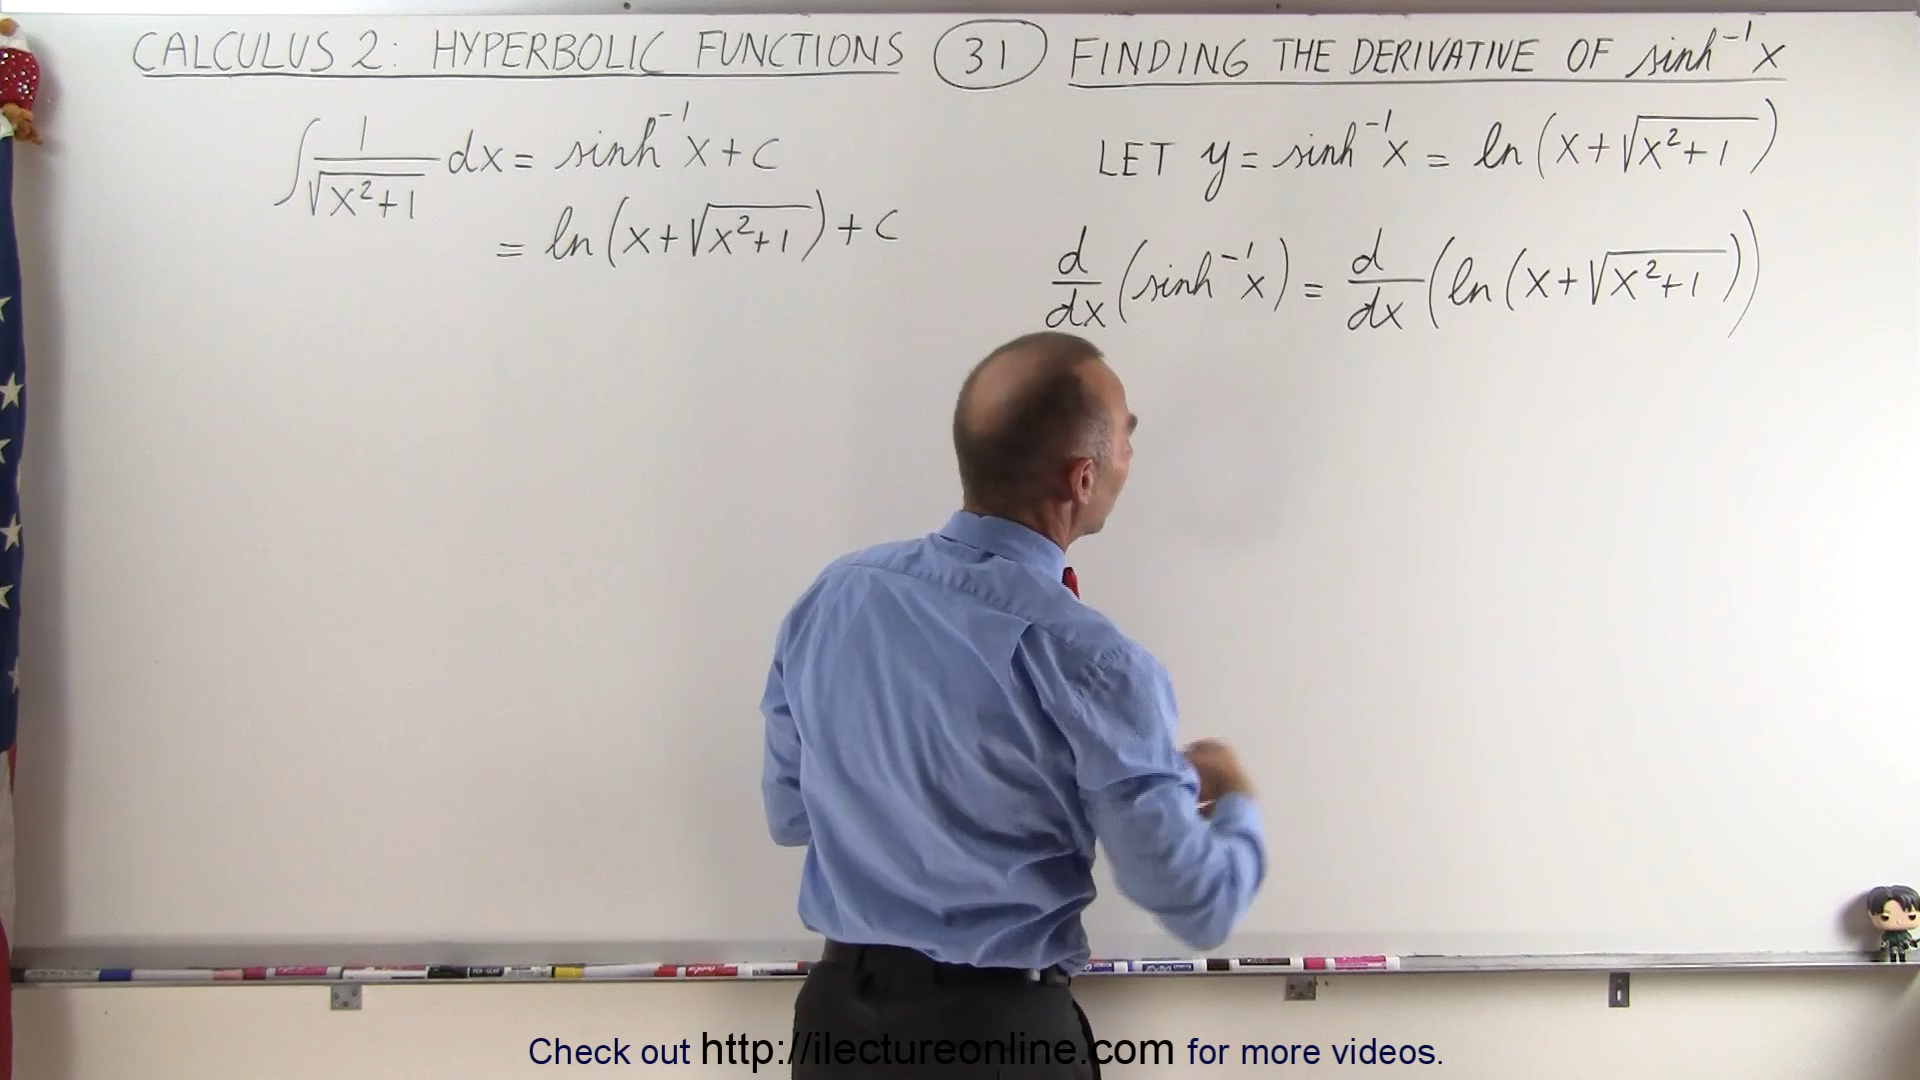 CALCULUS 2: HYPERBOLIC FUNCTIONS (31) FINDING THE DERIVATIVE OF sinh⁻¹x
∫ 1/√(x²+1) dx = sinh⁻¹x + C
= ln(x+√(x²+1)) + C
LET y = sinh⁻¹x = ln(x+√(x²+1))
d/dx (sinh⁻¹x) = d/dx (ln(x+√(x²+1)))
Check out http://ilectureonline.com for more videos.